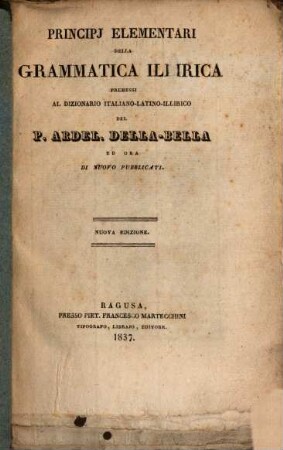 PRINCIPJ ELEMENTARI
DELLA
GRAMMATICA ILLIRICA
PREMESSI
AL DIZIONARIO ITALIANO-LATINO-ILLIRICO
DEL
P. ARDEL. DELLA-BELLA
ED ORA
DI NUOVO PUBBLICATI.
NUOVA EDIZIONE.
RAGUSA,
PRESSO PIET. FRANCESCO MARTECCHINI
TIPOGRAFO, LIBRAJO, EDITORE.
1837.